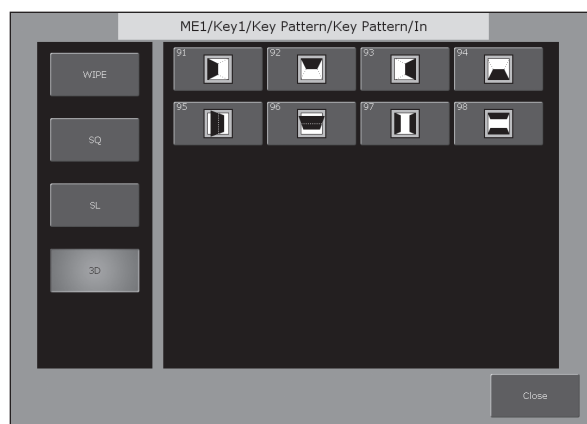 ME1/Key1/Key Pattern/Key Pattern/In
WIPE
SQ
SL
3D
91 92 93 94
95 96 97 98
Close